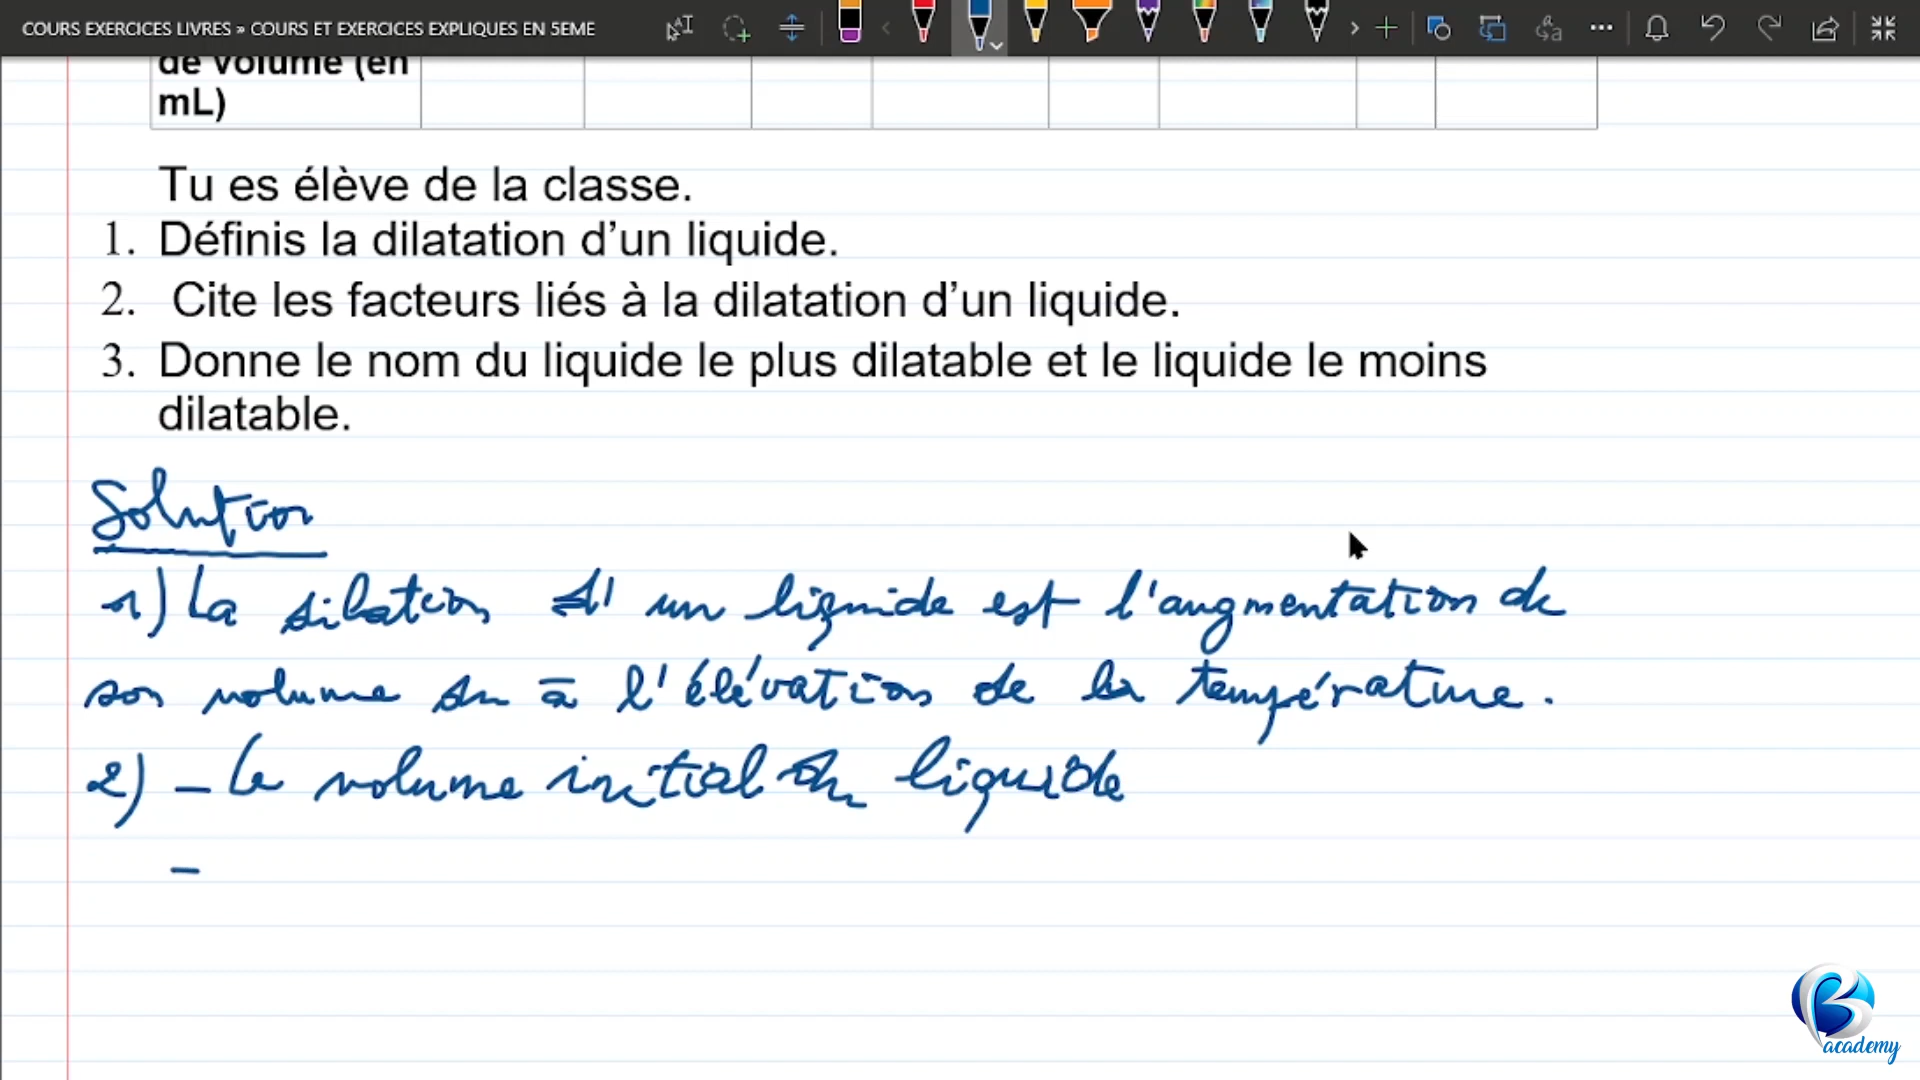 COURS EXERCICES LIVRES » COURS ET EXERCICES EXPLIQUES EN 5EME
de volume (en
mL)
Tu es élève de la classe.
1. Définis la dilatation d’un liquide.
2. Cite les facteurs liés à la dilatation d’un liquide.
3. Donne le nom du liquide le plus dilatable et le liquide le moins
dilatable.
Solution
1) La dilatation d' un liquide est l'augmentation de
son volume du à l'élévation de la température.
2) - Le volume initial du liquide
-
B academy